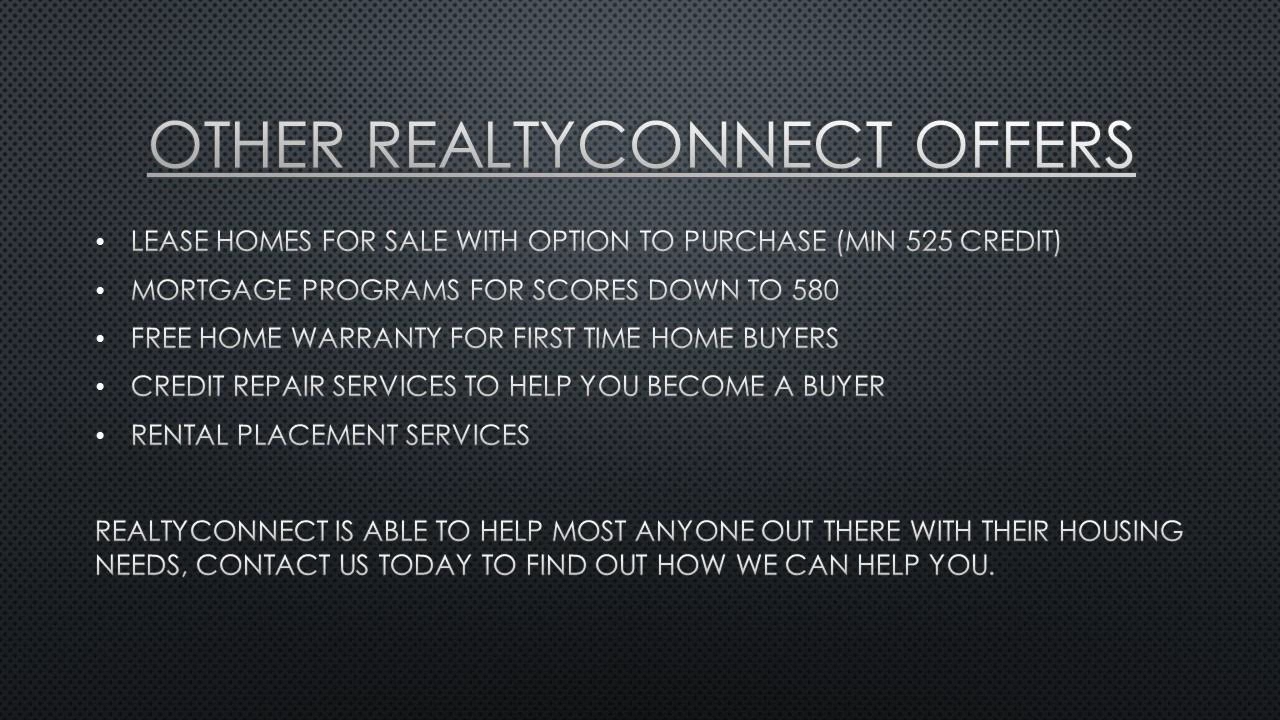 OTHER REALTYCONNECT OFFERS
• LEASE HOMES FOR SALE WITH OPTION TO PURCHASE (MIN 525 CREDIT)
• MORTGAGE PROGRAMS FOR SCORES DOWN TO 580
• FREE HOME WARRANTY FOR FIRST TIME HOME BUYERS
• CREDIT REPAIR SERVICES TO HELP YOU BECOME A BUYER
• RENTAL PLACEMENT SERVICES
REALTYCONNECT IS ABLE TO HELP MOST ANYONE OUT THERE WITH THEIR HOUSING
NEEDS, CONTACT US TODAY TO FIND OUT HOW WE CAN HELP YOU.